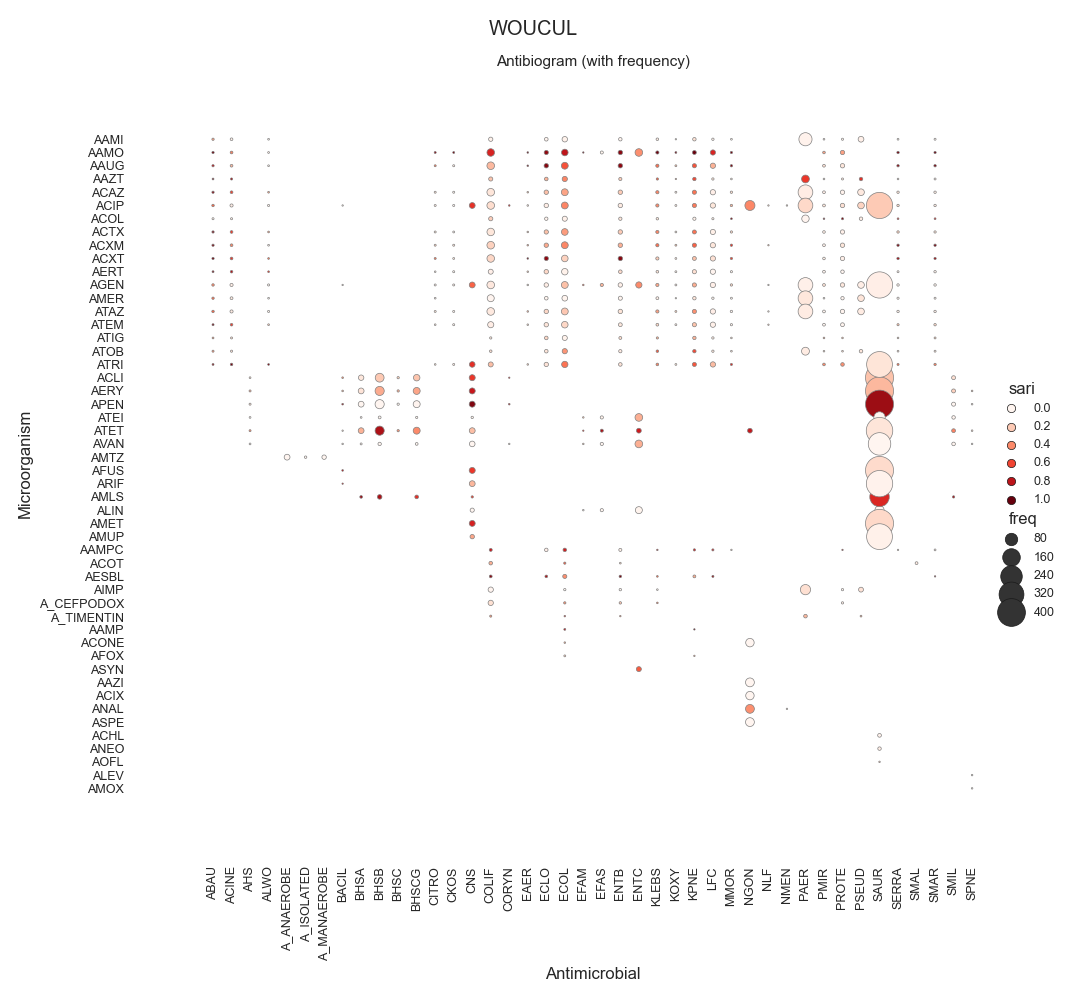 WOUCUL
Antibiogram (with frequency)
AAMI
AAMO
AAUG
AAZT
ACAZ
ACIP
ACOL
ACTX
ACXM
ACXT
AERT
AGEN
AMER
ATAZ
ATEM
ATIG
ATOB
ATRI
ACLI
AERY
APEN
ATEI
ATET
AVAN
AMTZ
AFUS
ARIF
AMLS
ALIN
AMET
AMUP
AAMPC
ACOT
AESBL
AIMP
A_CEFPODOX
A_TIMENTIN
AAMP
ACONE
AFOX
ASYN
AAZI
ACIX
ANAL
ASPE
ACHL
ANEO
AOFL
ALEV
AMOX
Microorganism
sari
0.0
0.2
0.4
0.6
0.8
1.0
freq
80
160
240
320
400
ABAU
ACINE
AHS
ALWO
A_ANAEROBE
A_ISOLATED
A_MANAEROBE
BACIL
BHSA
BHSB
BHSC
BHSCG
CITRO
CKOS
CNS
COLIF
CORYN
EAER
ECLO
ECOL
EFAM
EFAS
ENTB
ENTC
KLEBS
KOXY
KPNE
LFC
MMOR
NGON
NLF
NMEN
PAER
PMIR
PROTE
PSEUD
SAUR
SERRA
SMAL
SMAR
SMIL
SPNE
Antimicrobial